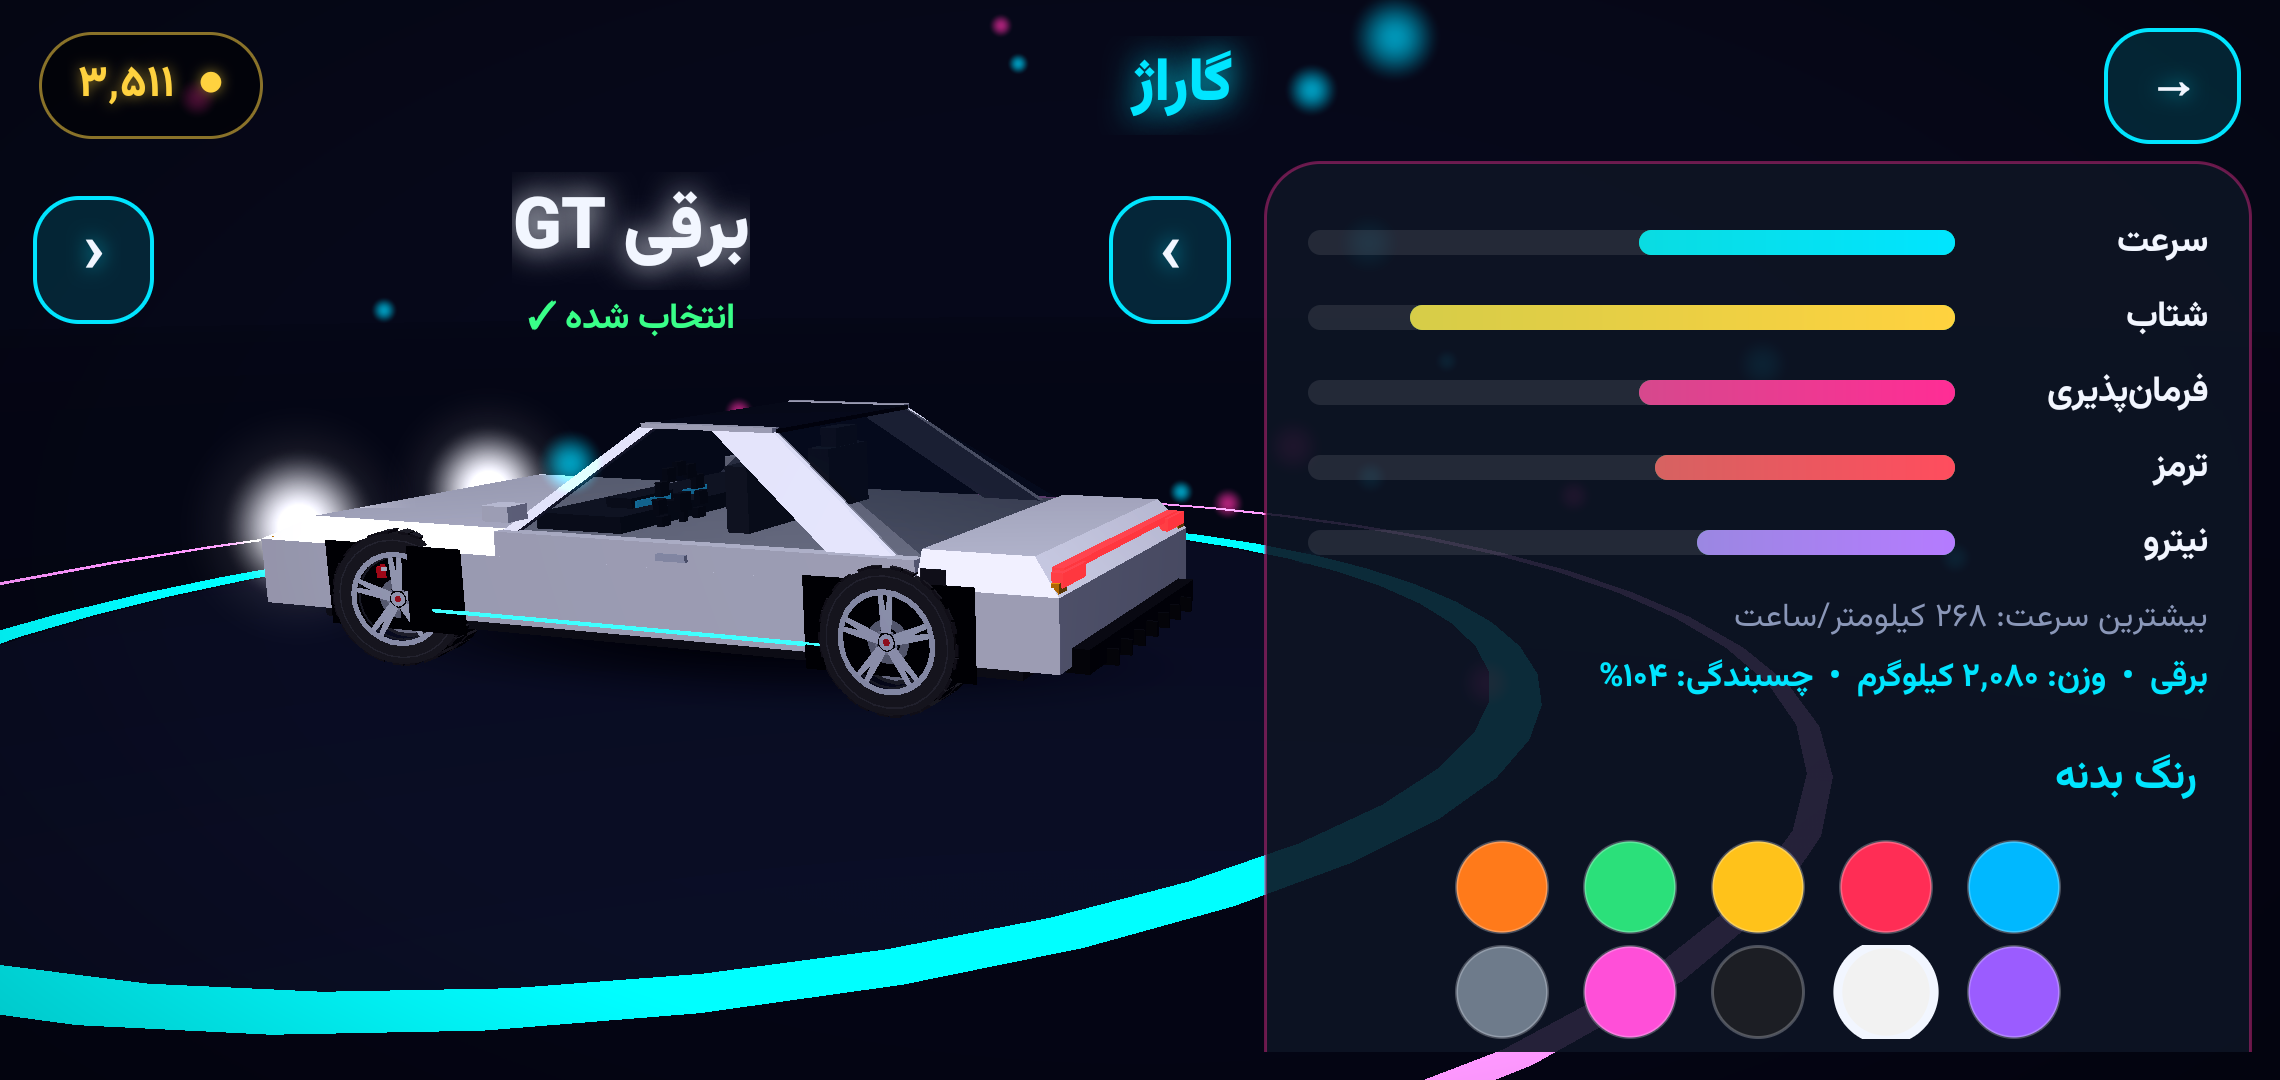 →
گاراژ
۳,۵۱۱
برقی GT
انتخاب شده ✓
سرعت
شتاب
فرمان‌پذیری
ترمز
نیترو
بیشترین سرعت: ۲۶۸ کیلومتر/ساعت
برقی • وزن: ۲,۰۸۰ کیلوگرم • چسبندگی: ۱۰۴%
رنگ بدنه